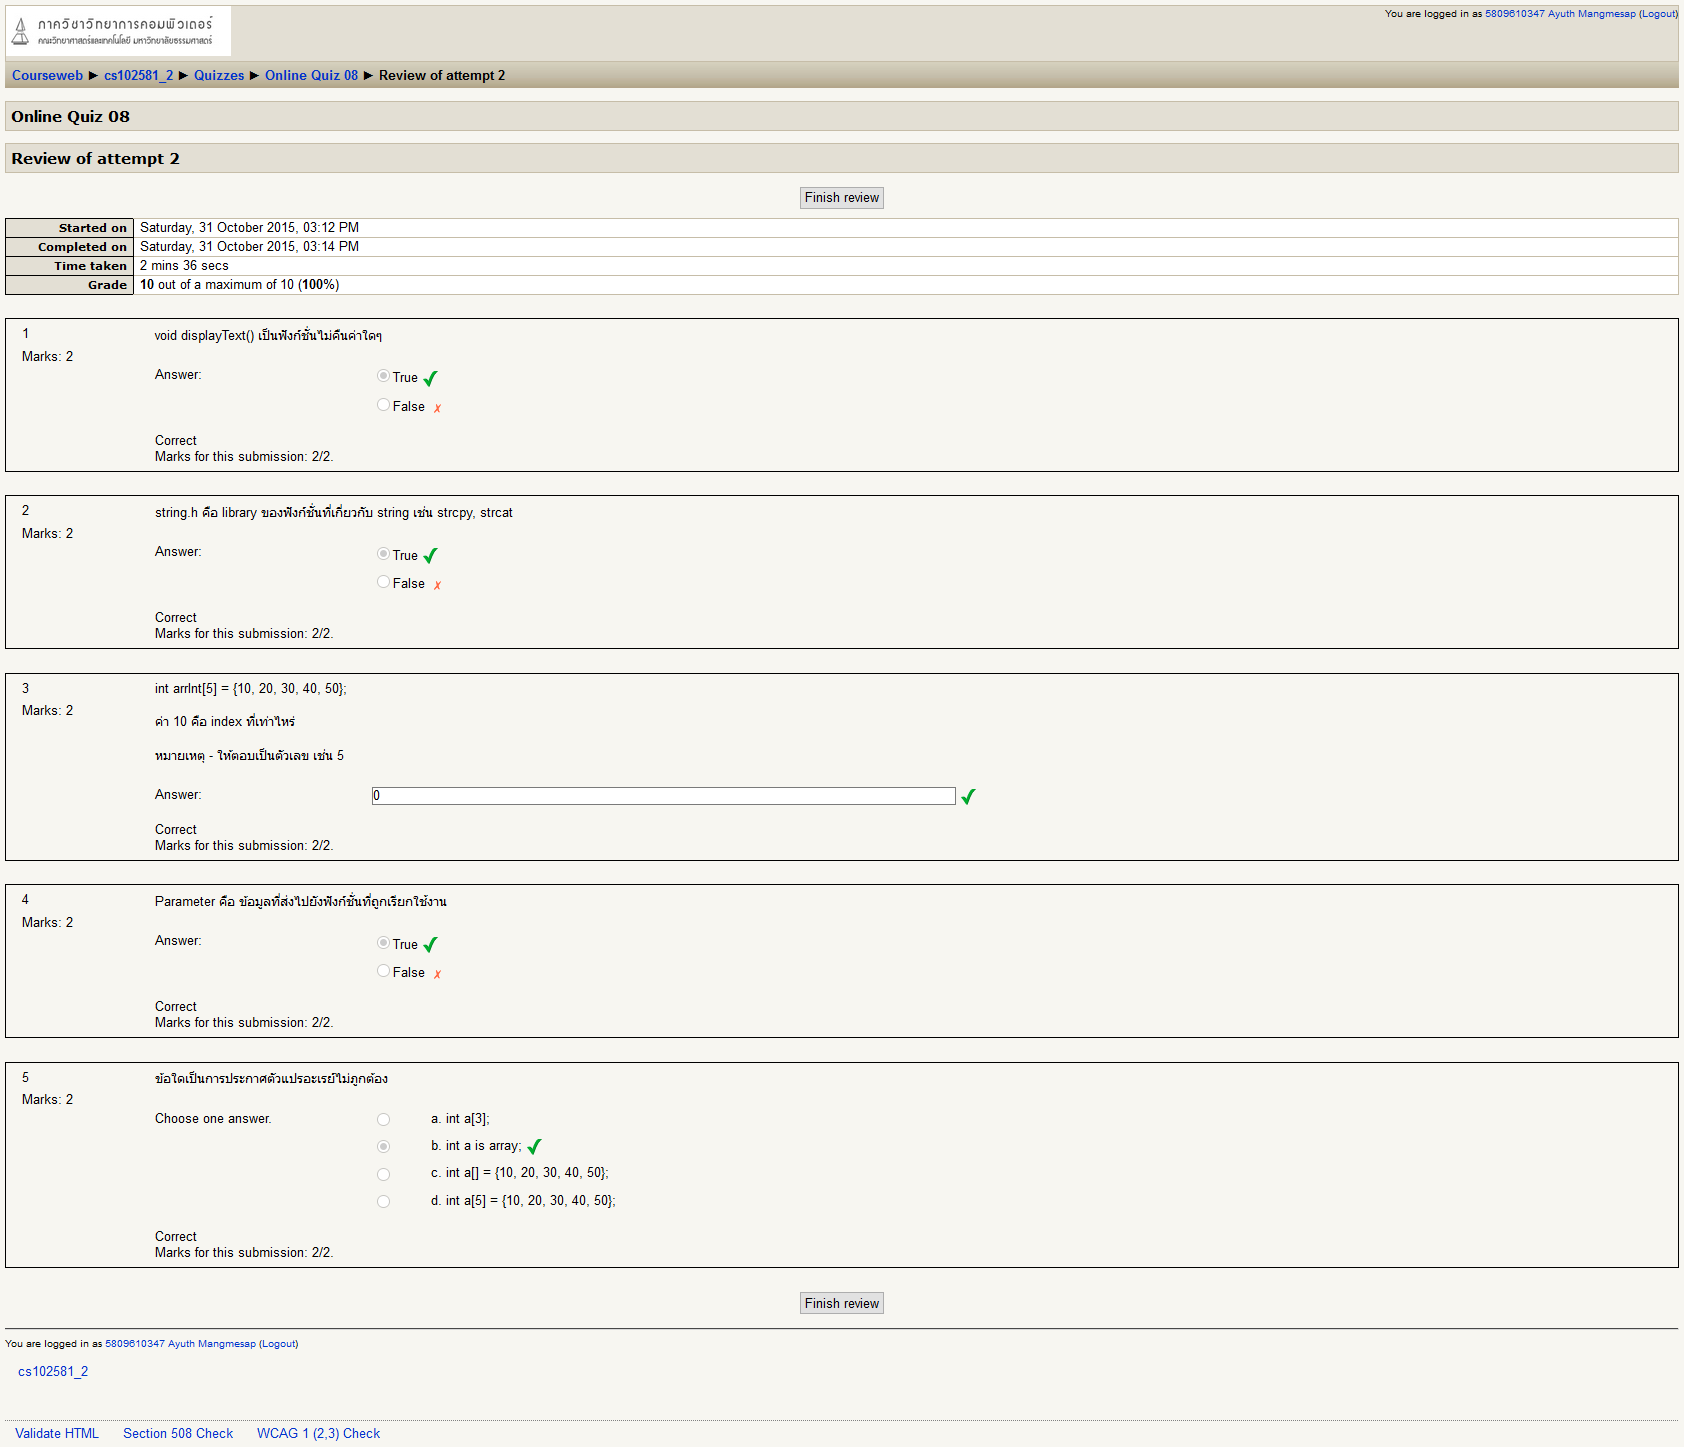 ภาควิชาวิทยาการคอมพิวเตอร์
คณะวิทยาศาสตร์และเทคโนโลยี มหาวิทยาลัยธรรมศาสตร์
You are logged in as 5809610347 Ayuth Mangmesap (Logout)
Courseweb ► cs102581_2 ► Quizzes ► Online Quiz 08 ► Review of attempt 2
Online Quiz 08
Review of attempt 2
Finish review
Started on Saturday, 31 October 2015, 03:12 PM
Completed on Saturday, 31 October 2015, 03:14 PM
Time taken 2 mins 36 secs
Grade 10 out of a maximum of 10 (100%)
1 void displayText() เป็นฟังก์ชั่นไม่คืนค่าใดๆ
Marks: 2
Answer: True
False
Correct
Marks for this submission: 2/2.
2 string.h คือ library ของฟังก์ชั่นที่เกี่ยวกับ string เช่น strcpy, strcat
Marks: 2
Answer: True
False
Correct
Marks for this submission: 2/2.
3 int arrInt[5] = {10, 20, 30, 40, 50};
Marks: 2
ค่า 10 คือ index ที่เท่าไหร่
หมายเหตุ - ให้ตอบเป็นตัวเลข เช่น 5
Answer: 0
Correct
Marks for this submission: 2/2.
4 Parameter คือ ข้อมูลที่ส่งไปยังฟังก์ชั่นที่ถูกเรียกใช้งาน
Marks: 2
Answer: True
False
Correct
Marks for this submission: 2/2.
5 ข้อใดเป็นการประกาศตัวแปรอะเรย์ไม่ภูกต้อง
Marks: 2
Choose one answer. a. int a[3];
b. int a is array;
c. int a[] = {10, 20, 30, 40, 50};
d. int a[5] = {10, 20, 30, 40, 50};
Correct
Marks for this submission: 2/2.
Finish review
You are logged in as 5809610347 Ayuth Mangmesap (Logout)
cs102581_2
Validate HTML Section 508 Check WCAG 1 (2,3) Check